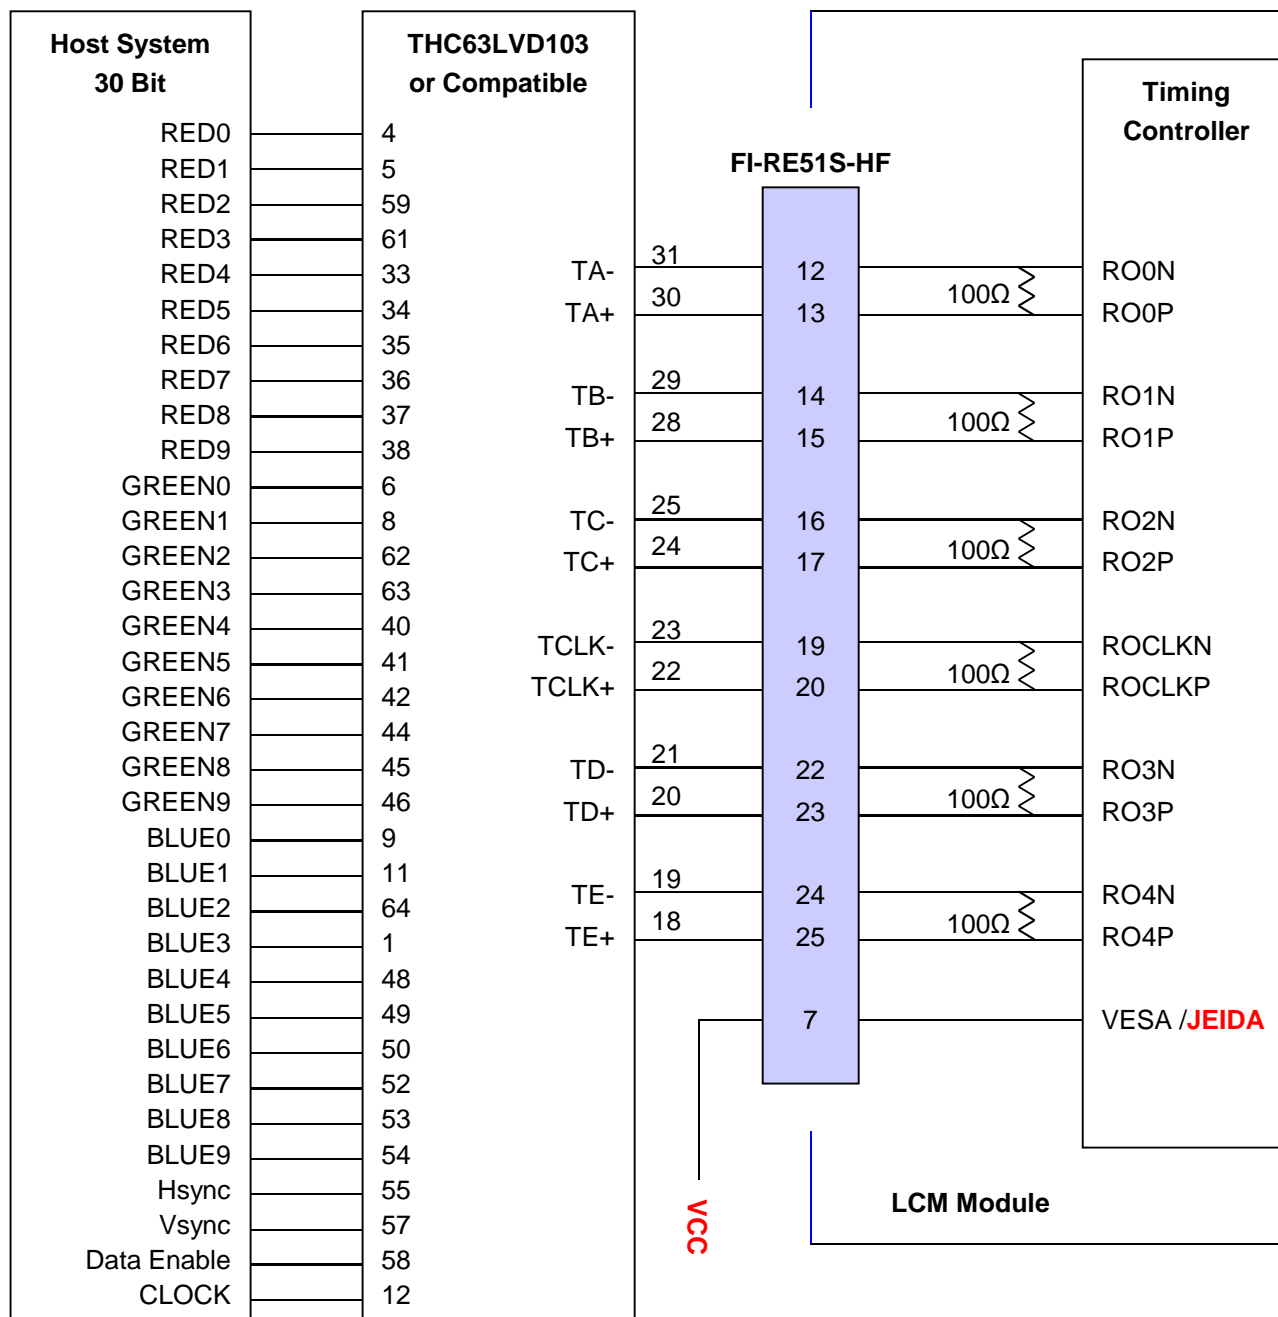 Host System
30 Bit
RED0 4
RED1 5
RED2 59
RED3 61
RED4 33
RED5 34
RED6 35
RED7 36
RED8 37
RED9 38
GREEN0 6
GREEN1 8
GREEN2 62
GREEN3 63
GREEN4 40
GREEN5 41
GREEN6 42
GREEN7 44
GREEN8 45
GREEN9 46
BLUE0 9
BLUE1 11
BLUE2 64
BLUE3 1
BLUE4 48
BLUE5 49
BLUE6 50
BLUE7 52
BLUE8 53
BLUE9 54
Hsync 55
Vsync 57
Data Enable 58
CLOCK 12
THC63LVD103
or Compatible
FI-RE51S-HF
Timing
Controller
TA- 31 12 RO0N
100Ω
TA+ 30 13 RO0P
TB- 29 14 RO1N
100Ω
TB+ 28 15 RO1P
TC- 25 16 RO2N
100Ω
TC+ 24 17 RO2P
TCLK- 23 19 ROCLKN
100Ω
TCLK+ 22 20 ROCLKP
TD- 21 22 RO3N
100Ω
TD+ 20 23 RO3P
TE- 19 24 RO4N
100Ω
TE+ 18 25 RO4P
7 VESA /JEIDA
VCC
LCM Module